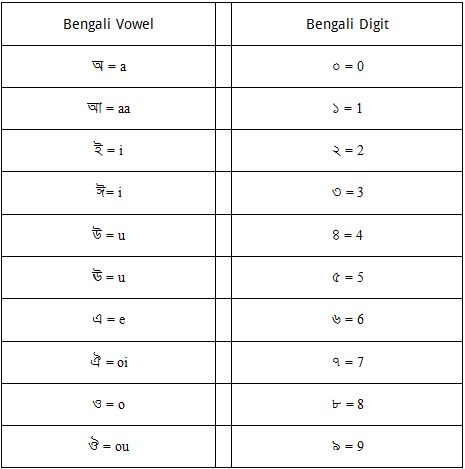 Bengali Vowel Bengali Digit
অ = a ০ = 0
আ = aa ১ = 1
ই = i ২ = 2
ঈ= i ৩ = 3
উ = u ৪ = 4
ঊ = u ৫ = 5
এ = e ৬ = 6
ঐ = oi ৭ = 7
ও = o ৮ = 8
ঔ = ou ৯ = 9